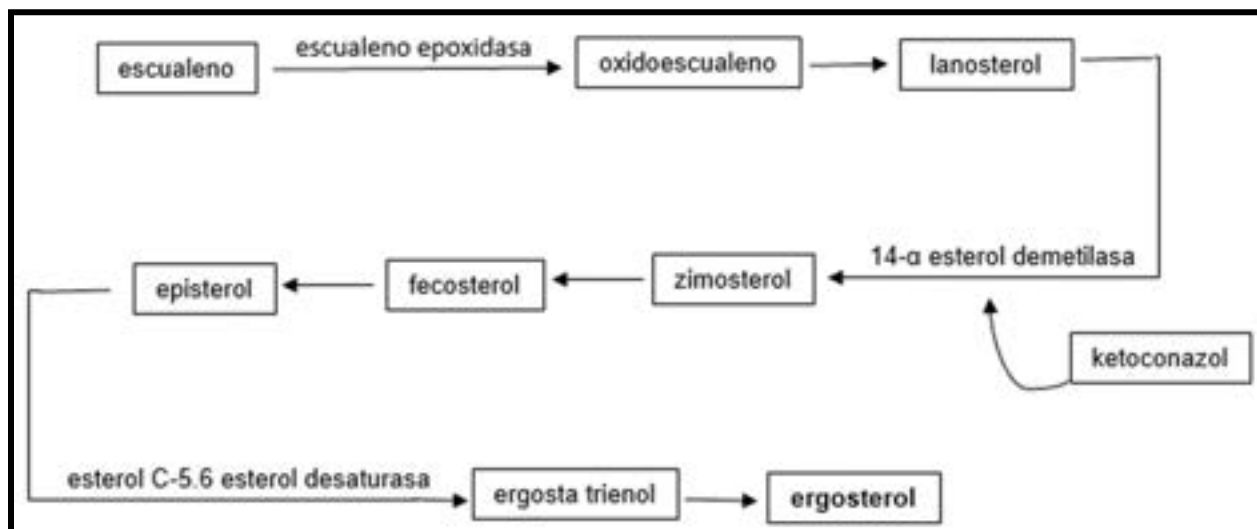 escualeno
escualeno epoxidasa
oxidoescualeno
lanosterol
14-α esterol demetilasa
zimosterol
fecosterol
episterol
ketoconazol
esterol C-5.6 esterol desaturasa
ergosta trienol
ergosterol